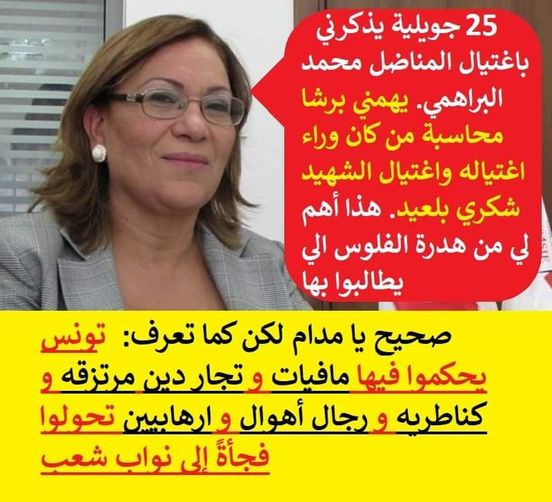 25 جويلية يذكرني
باغتيال المناضل محمد
البراهمي. يهمني برشا
محاسبة من كان وراء
اغتياله واغتيال الشهيد
شكري بلعيد. هذا أهم
لي من هدرة الفلوس الي
يطالبوا بها
صحيح يا مدام لكن كما تعرف: تونس
يحكموا فيها مافيات و تجار دين مرتزقه و
كناطريه و رجال أهوال و ارهابيين تحولوا
فجأةً إلى نواب شعب